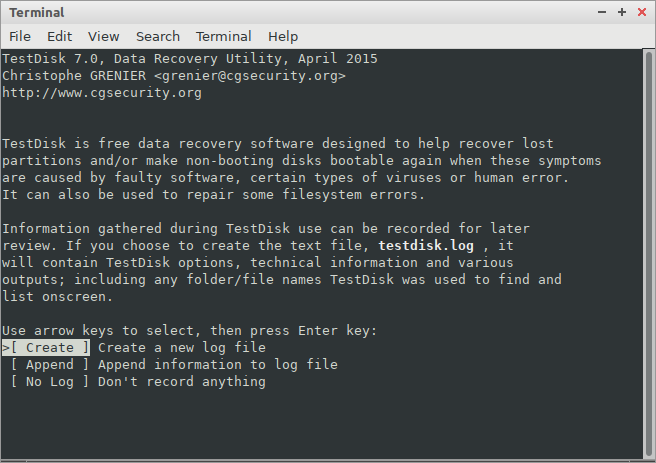 Terminal
File Edit View Search Terminal Help
TestDisk 7.0, Data Recovery Utility, April 2015
Christophe GRENIER <grenier@cgsecurity.org>
http://www.cgsecurity.org
TestDisk is free data recovery software designed to help recover lost
partitions and/or make non-booting disks bootable again when these symptoms
are caused by faulty software, certain types of viruses or human error.
It can also be used to repair some filesystem errors.
Information gathered during TestDisk use can be recorded for later
review. If you choose to create the text file, testdisk.log , it
will contain TestDisk options, technical information and various
outputs; including any folder/file names TestDisk was used to find and
list onscreen.
Use arrow keys to select, then press Enter key:
>[ Create ] Create a new log file
[ Append ] Append information to log file
[ No Log ] Don't record anything